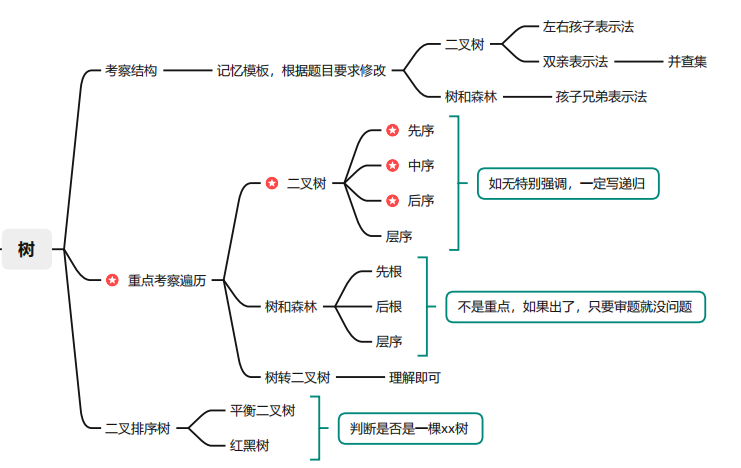 树
考察结构
记忆模板，根据题目要求修改
二叉树
左右孩子表示法
双亲表示法
并查集
树和森林
孩子兄弟表示法
重点考察遍历
二叉树
先序
中序
后序
层序
如无特别强调，一定写递归
树和森林
先根
后根
层序
不是重点，如果出了，只要审题就没问题
树转二叉树
理解即可
二叉排序树
平衡二叉树
红黑树
判断是否是一棵xx树